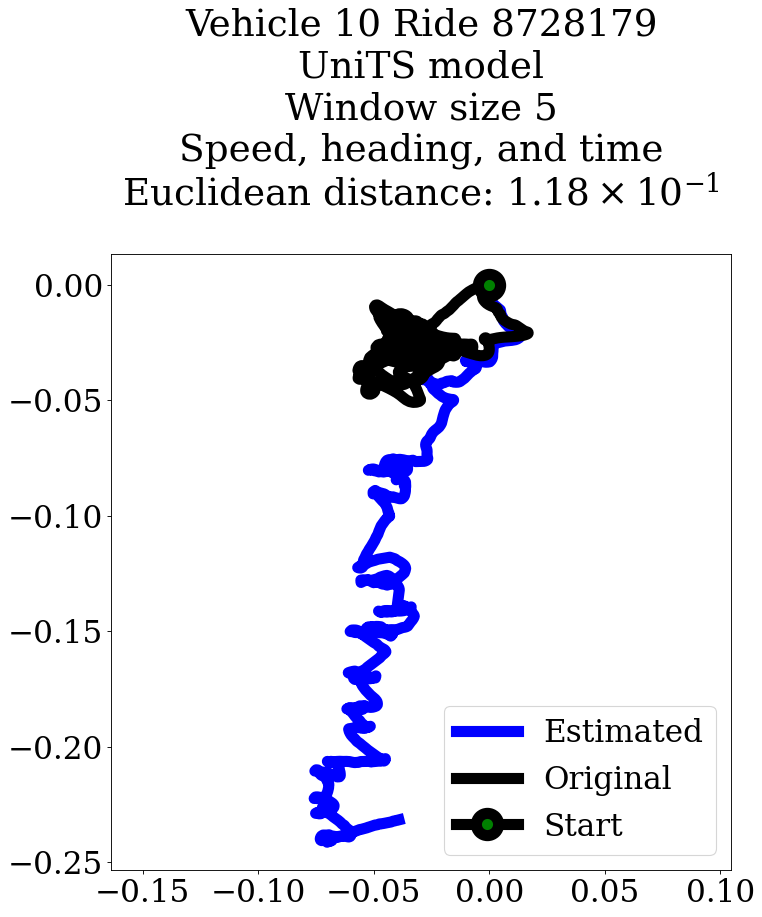 Vehicle 10 Ride 8728179
UniTS model
Window size 5
Speed, heading, and time
Euclidean distance: 1.18 × 10⁻¹
0.00
−0.05
−0.10
−0.15
−0.20
−0.25
Estimated
Original
Start
−0.15 −0.10 −0.05 0.00 0.05 0.10